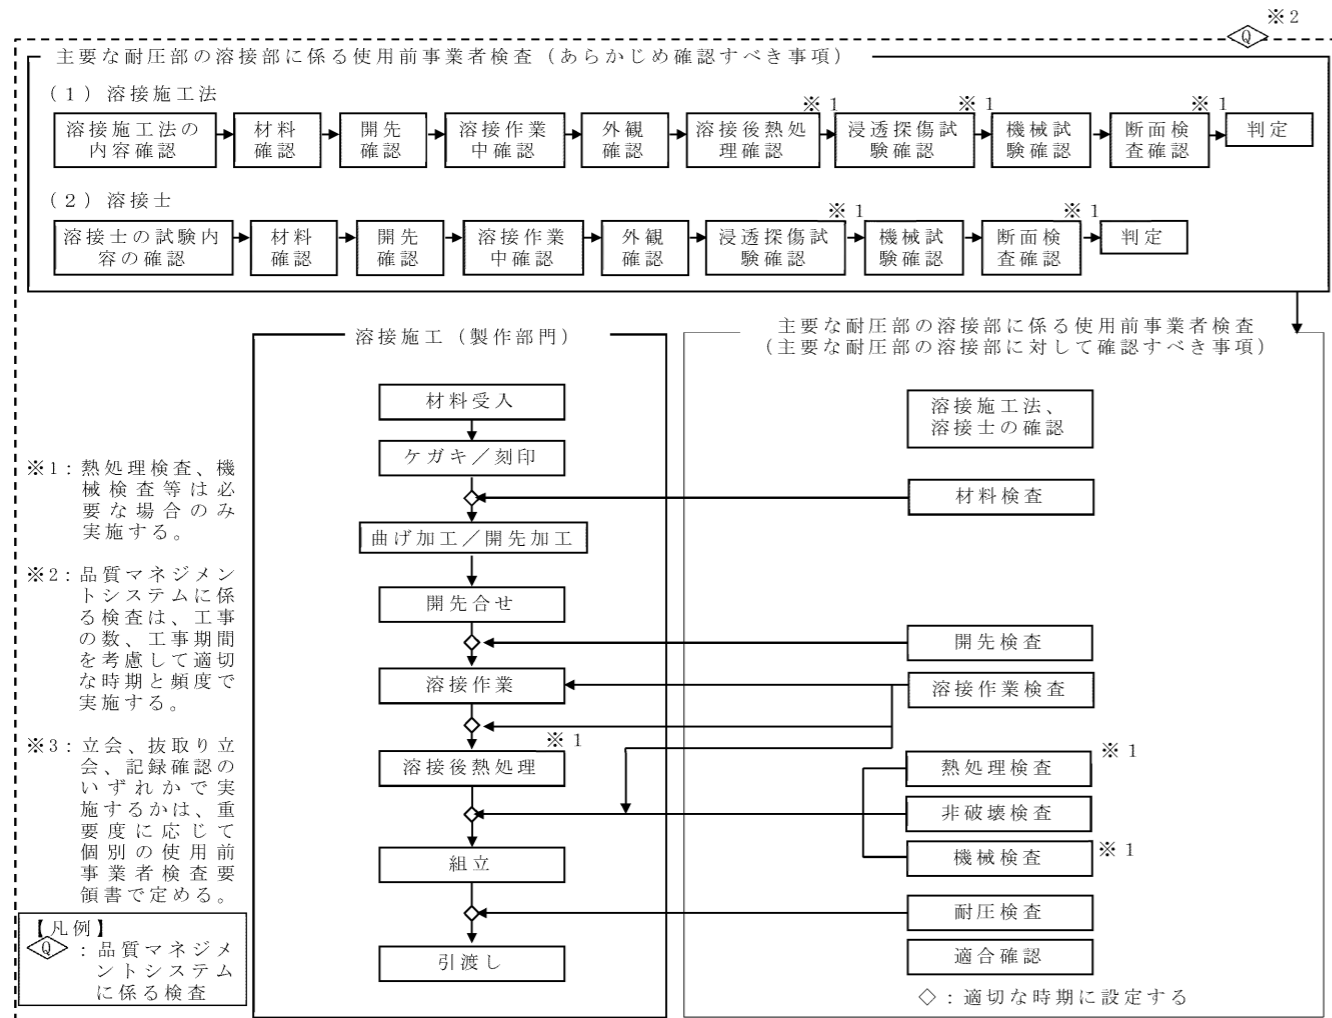 ※2
Q
主要な耐圧部の溶接部に係る使用前事業者検査(あらかじめ確認すべき事項)
(1)溶接施工法
※1
※1
※1
溶接施工法の
内容確認
材料
確認
開先
確認
溶接作業
中確認
外観
確認
溶接後熱処
理確認
浸透探傷試
験確認
機械試
験確認
断面検
査確認
判定
(2)溶接士
※1
※1
溶接士の試験内
容の確認
材料
確認
開先
確認
溶接作業
中確認
外観
確認
浸透探傷試
験確認
機械試
験確認
断面検
査確認
判定
溶接施工(製作部門)
材料受入
ケガキ/刻印
曲げ加工/開先加工
開先合せ
溶接作業
※1
溶接後熱処理
組立
引渡し
主要な耐圧部の溶接部に係る使用前事業者検査
(主要な耐圧部の溶接部に対して確認すべき事項)
溶接施工法、
溶接士の確認
材料検査
開先検査
溶接作業検査
熱処理検査
※1
非破壊検査
機械検査
※1
耐圧検査
適合確認
◇:適切な時期に設定する
※1:熱処理検査、機
械検査等は必
要な場合のみ
実施する。
※2:品質マネジメン
トシステムに係
る検査は、工事
の数、工事期間
を考慮して適切
な時期と頻度で
実施する。
※3:立会、抜取り立
会、記録確認の
いずれかで実
施するかは、重
要度に応じて
個別の使用前
事業者検査要
領書で定める。
【凡例】
Q:品質マネジメ
ントシステム
に係る検査